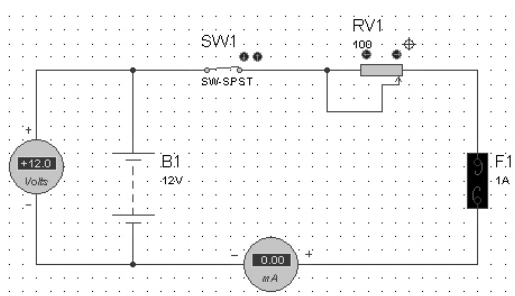 RV1
SW1
100
SW-SPST
+
+12.0
Volts
-
B1
12V
F1
1A
-
0.00
+
mA